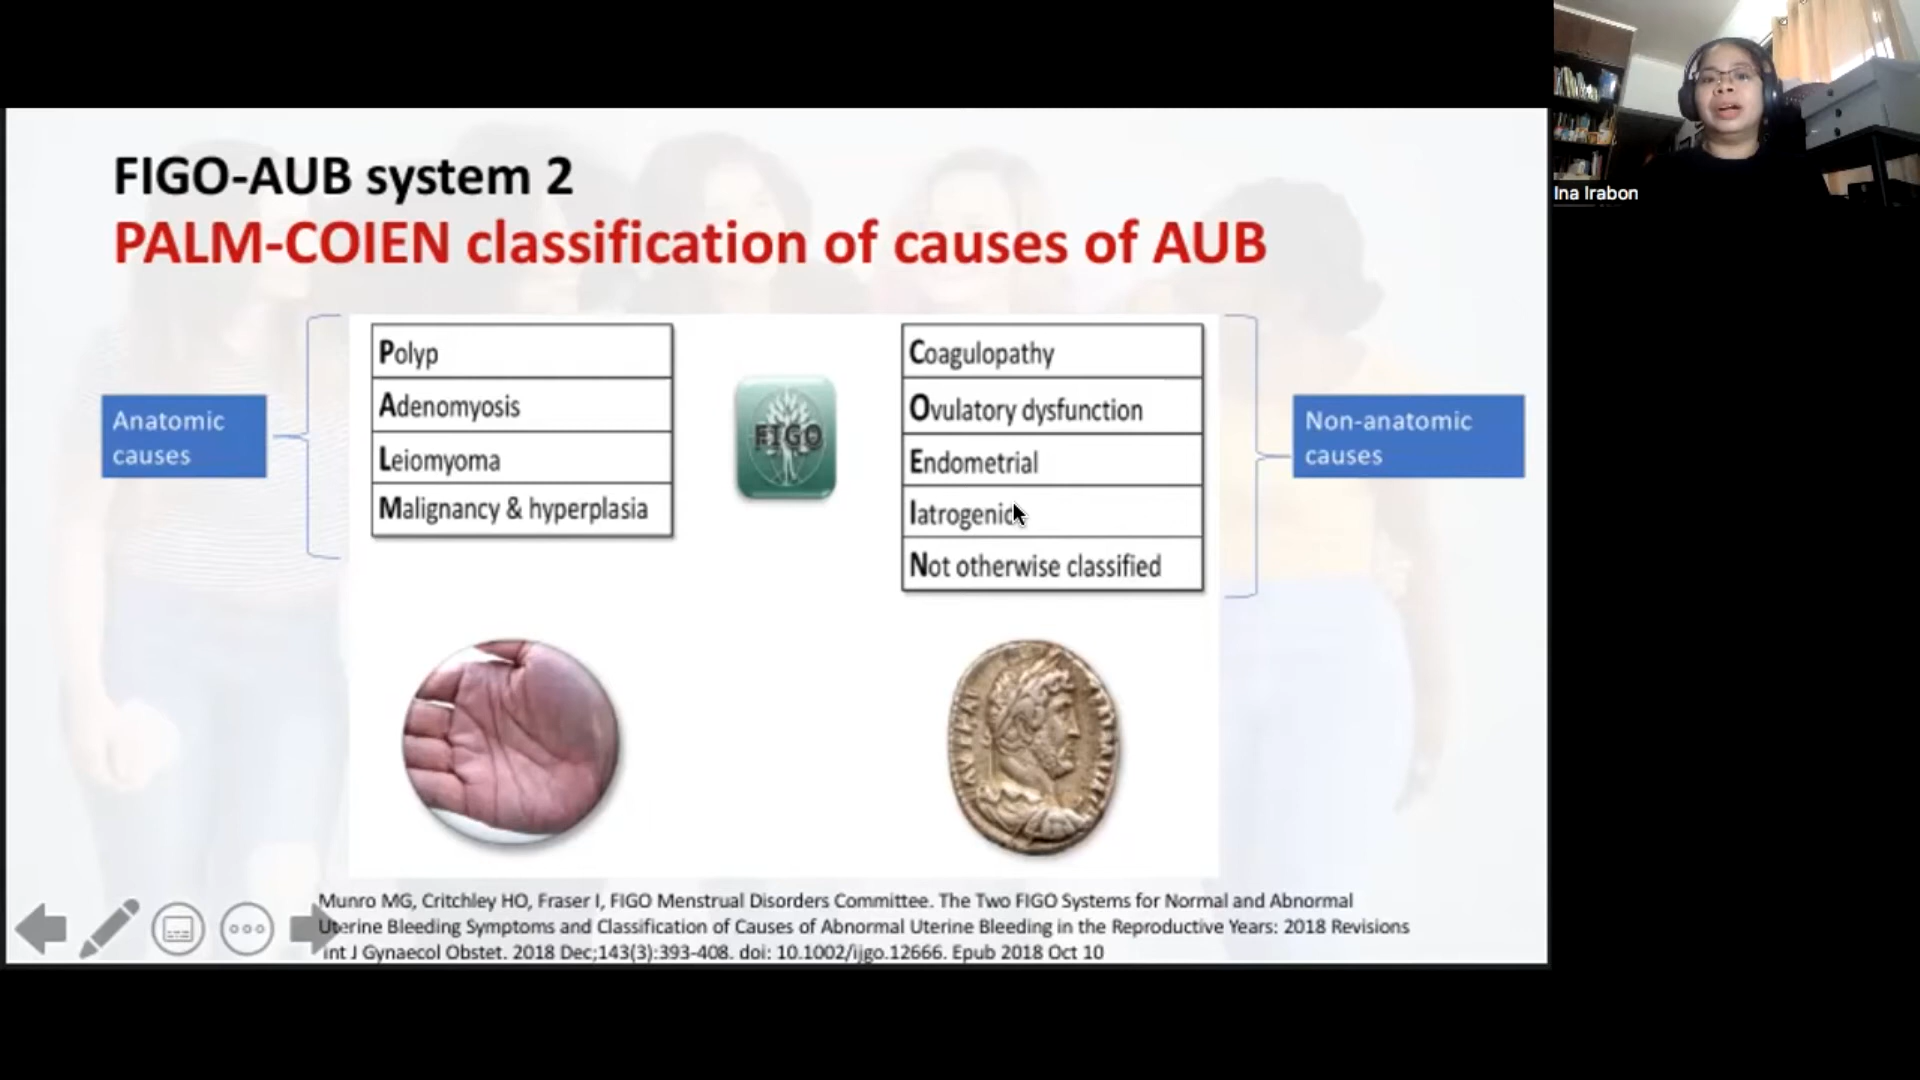 FIGO-AUB system 2
PALM-COIEN classification of causes of AUB
Anatomic
causes
Polyp
Adenomyosis
Leiomyoma
Malignancy & hyperplasia
FIGO
Coagulopathy
Ovulatory dysfunction
Endometrial
Iatrogenic
Not otherwise classified
Non-anatomic
causes
Munro MG, Critchley HO, Fraser I, FIGO Menstrual Disorders Committee. The Two FIGO Systems for Normal and Abnormal
Uterine Bleeding Symptoms and Classification of Causes of Abnormal Uterine Bleeding in the Reproductive Years: 2018 Revisions
Int J Gynaecol Obstet. 2018 Dec;143(3):393-408. doi: 10.1002/ijgo.12666. Epub 2018 Oct 10
Ina Irabon